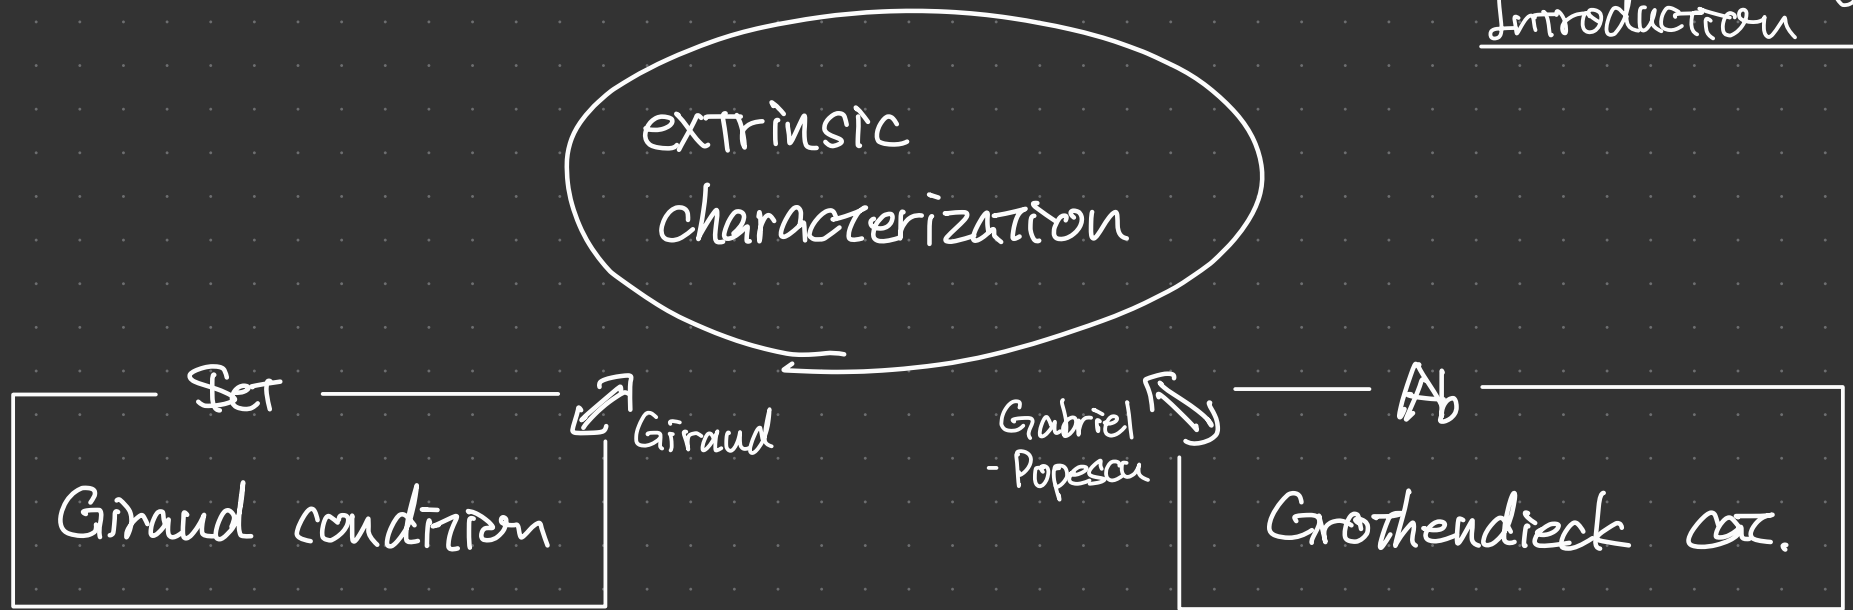 Introduction
extrinsic
characterization
Set
Giraud
Gabriel
- Popescu
Ab
Giraud condition
Grothendieck cat.